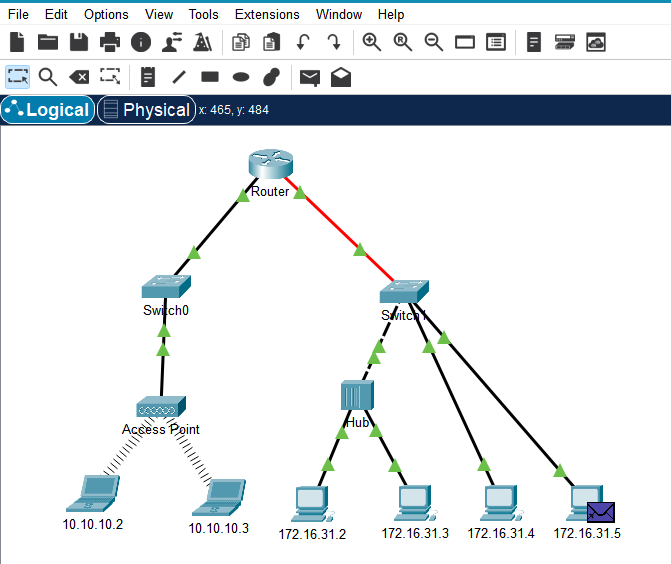 File Edit Options View Tools Extensions Window Help
Logical Physical x: 465, y: 484
Router
Switch0
Switch1
Access Point
Hub
10.10.10.2
10.10.10.3
172.16.31.2
172.16.31.3
172.16.31.4
172.16.31.5